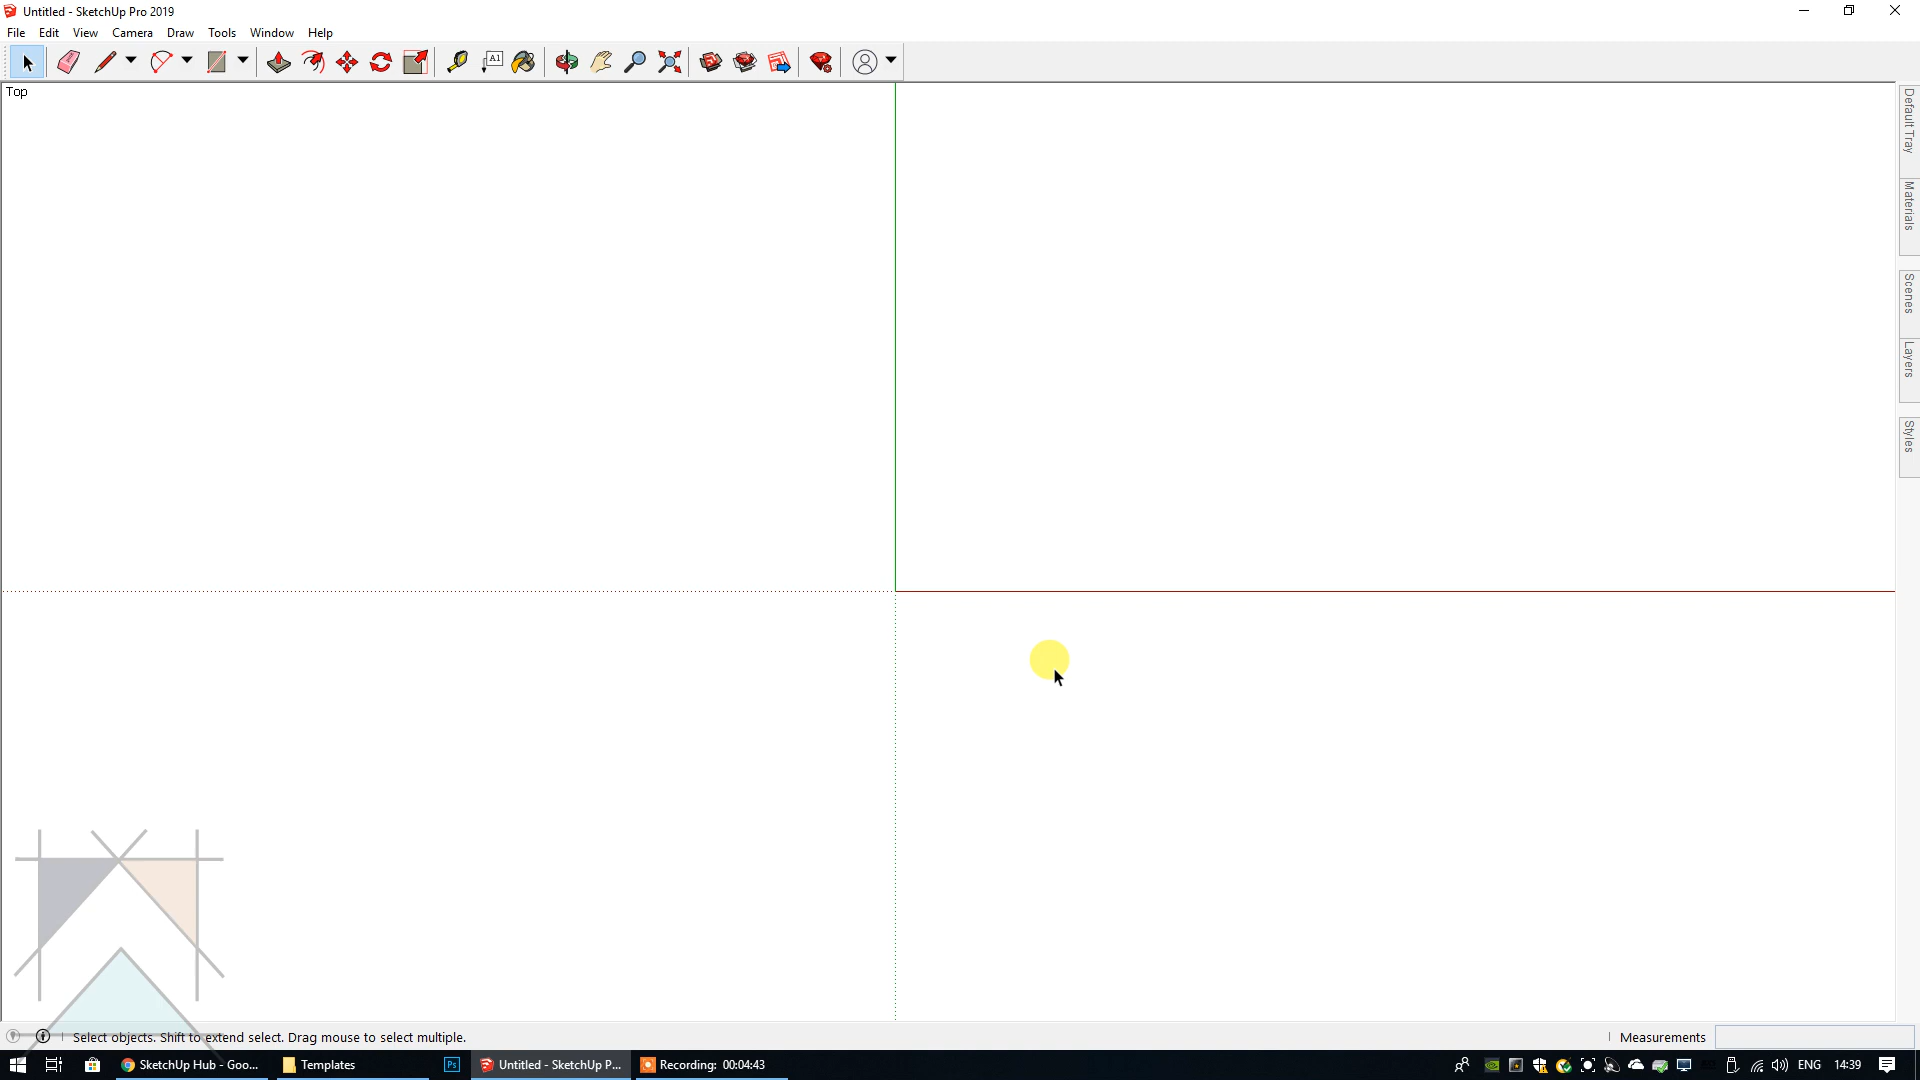 Untitled - SketchUp Pro 2019
File Edit View Camera Draw Tools Window Help
A1
Top
Default Tray
Materials
Scenes
Layers
Styles
Select objects. Shift to extend select. Drag mouse to select multiple.
Measurements
SketchUp Hub - Goo...
Templates
Ps
Untitled - SketchUp P...
Recording: 00:04:43
ENG
14:39